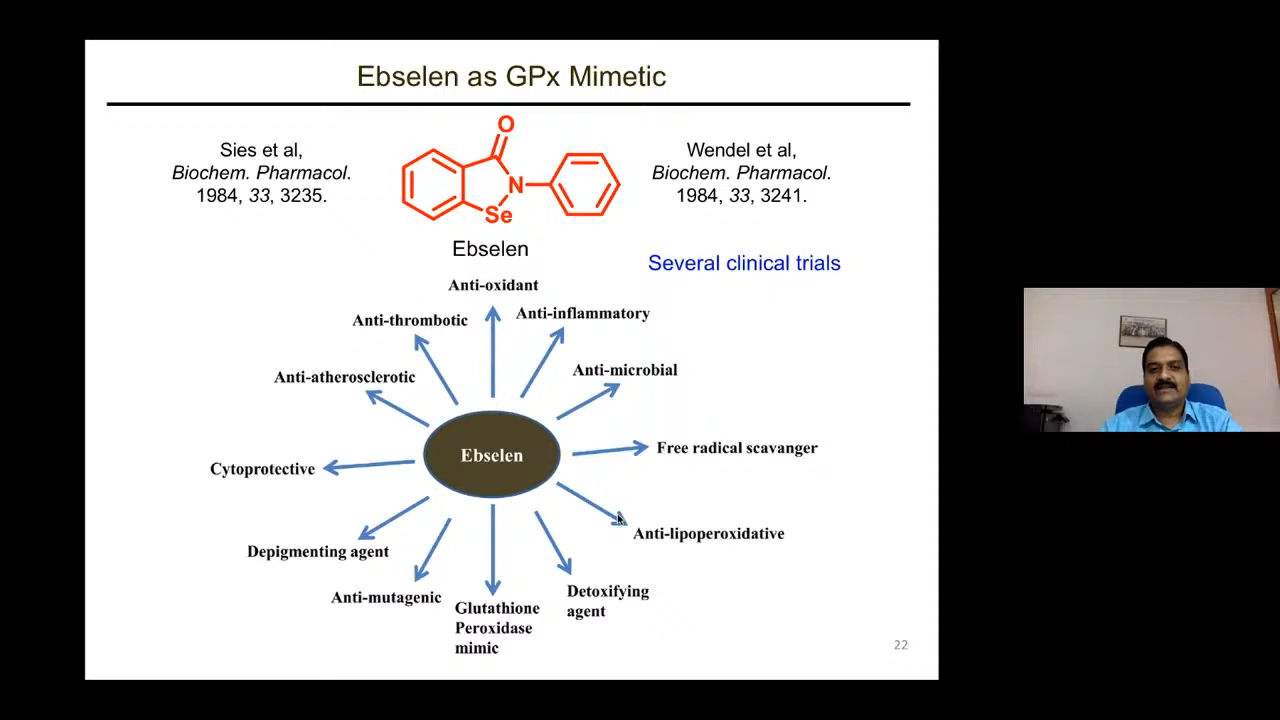 Ebselen as GPx Mimetic
Sies et al,
Biochem. Pharmacol.
1984, 33, 3235.
O
N
Se
Wendel et al,
Biochem. Pharmacol.
1984, 33, 3241.
Ebselen
Several clinical trials
Anti-oxidant
Anti-thrombotic
Anti-inflammatory
Anti-atherosclerotic
Anti-microbial
Ebselen
Free radical scavanger
Cytoprotective
Anti-lipoperoxidative
Depigmenting agent
Anti-mutagenic
Glutathione
Peroxidase
mimic
Detoxifying
agent
22